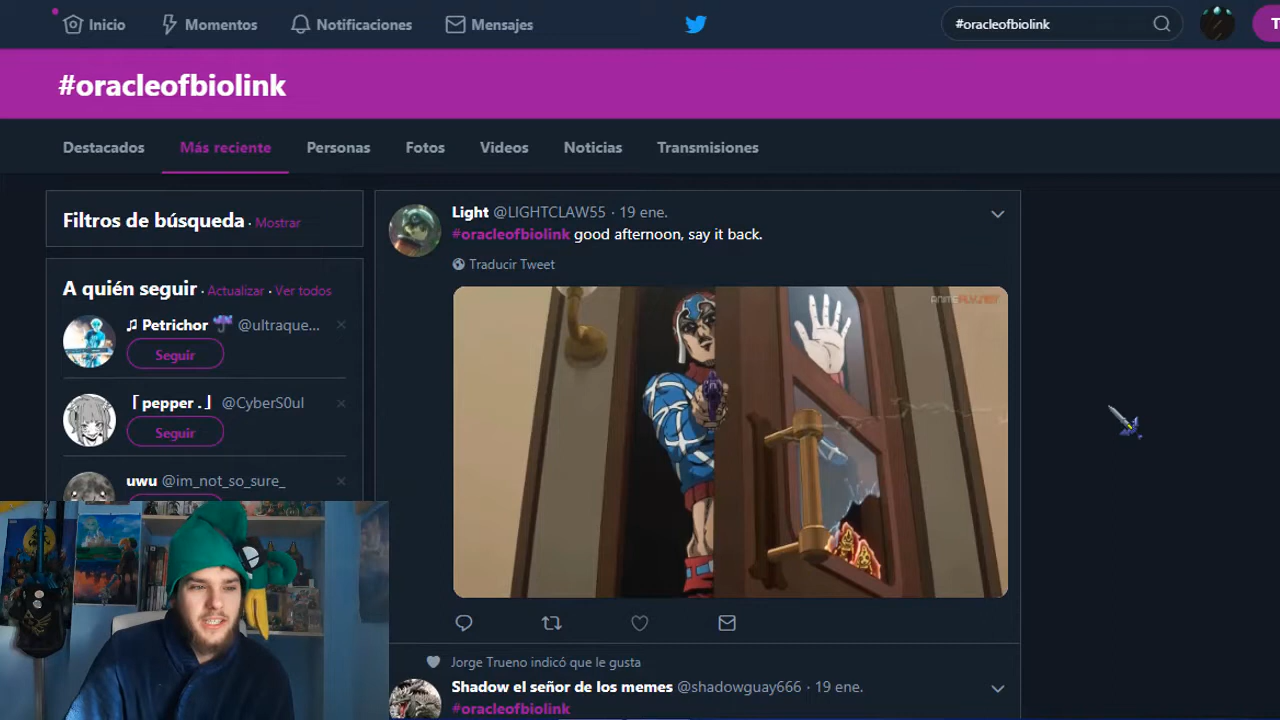 Inicio
Momentos
Notificaciones
Mensajes
#oracleofbiolink
T
#oracleofbiolink
Destacados
Más reciente
Personas
Fotos
Videos
Noticias
Transmisiones
Filtros de búsqueda · Mostrar
A quién seguir · Actualizar · Ver todos
♫ Petrichor ☔ @ultraque...
Seguir
「pepper .」 @CyberS0ul
Seguir
uwu @im_not_so_sure_
Light @LIGHTCLAW55 · 19 ene.
#oracleofbiolink good afternoon, say it back.
Traducir Tweet
ANIMEFLV.NET
Jorge Trueno indicó que le gusta
Shadow el señor de los memes @shadowguay666 · 19 ene.
#oracleofbiolink